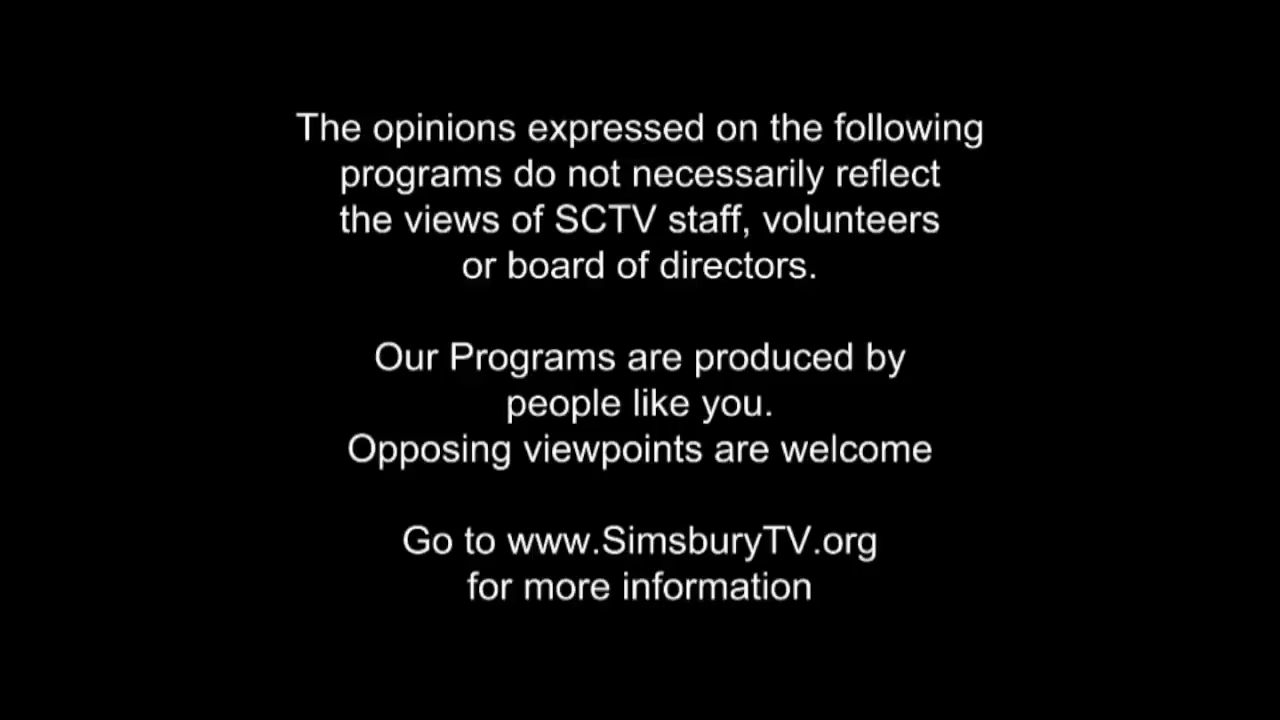 The opinions expressed on the following
programs do not necessarily reflect
the views of SCTV staff, volunteers
or board of directors.
Our Programs are produced by
people like you.
Opposing viewpoints are welcome
Go to www.SimsburyTV.org
for more information